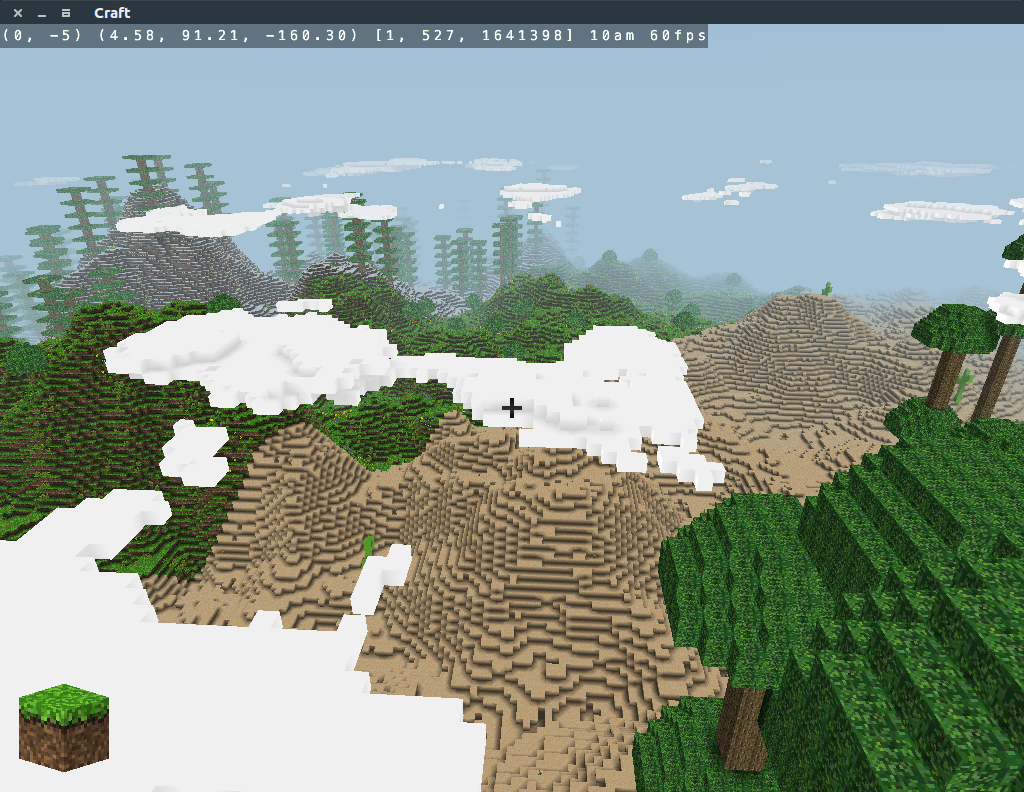 Craft
(0, -5) (4.58, 91.21, -160.30) [1, 527, 1641398] 10am 60fps